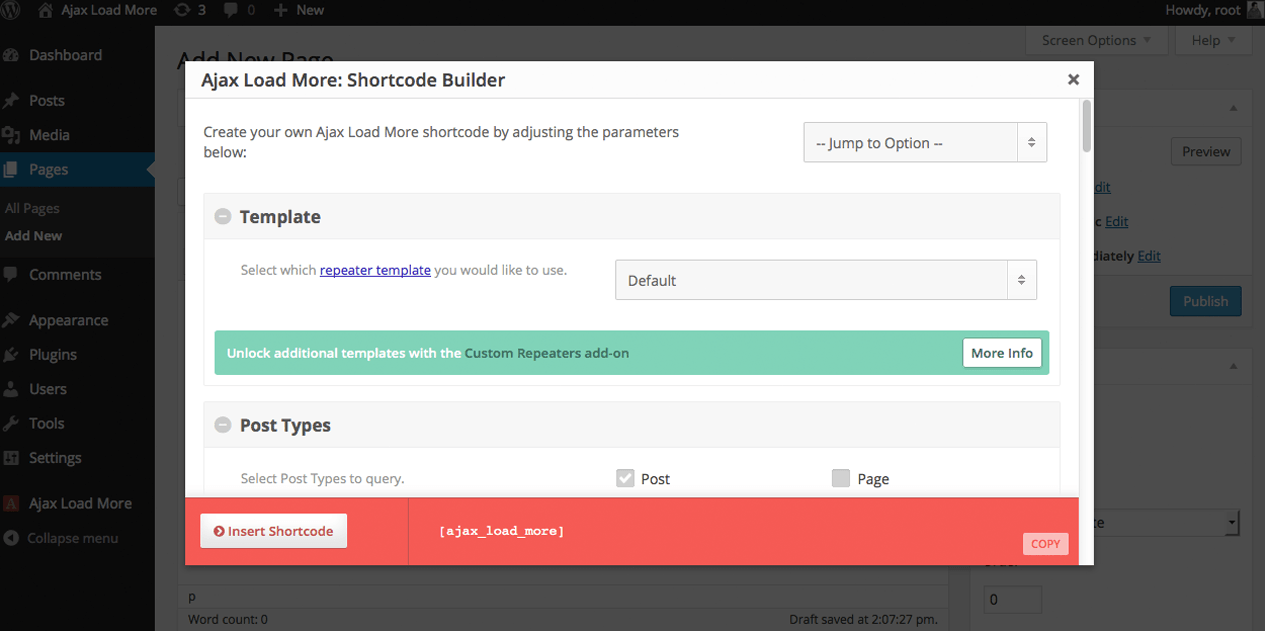 Ajax Load More 3 0 New Howdy, root
Screen Options Help
Add New Page
Dashboard
Posts
Media
Pages
All Pages
Add New
Comments
Appearance
Plugins
Users
Tools
Settings
Ajax Load More
Collapse menu
Ajax Load More: Shortcode Builder
Create your own Ajax Load More shortcode by adjusting the parameters
below:
-- Jump to Option --
Template
Select which repeater template you would like to use.
Default
Unlock additional templates with the Custom Repeaters add-on
More Info
Post Types
Select Post Types to query.
Post
Page
Insert Shortcode
[ajax_load_more]
COPY
Preview
Edit
Edit
Edit
Publish
0
p
Word count: 0
Draft saved at 2:07:27 pm.